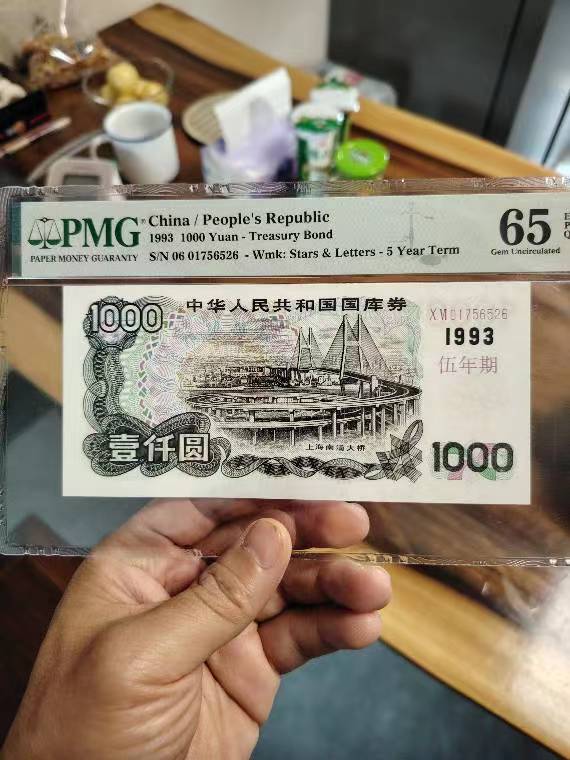 PMG
PAPER MONEY GUARANTY
China / People's Republic
1993 1000 Yuan - Treasury Bond
S/N 06 01756526 - Wmk: Stars & Letters - 5 Year Term
65
Gem Uncirculated
1000
中华人民共和国国库券
XM01756526
1993
伍年期
壹仟圆
上海南浦大桥
1000